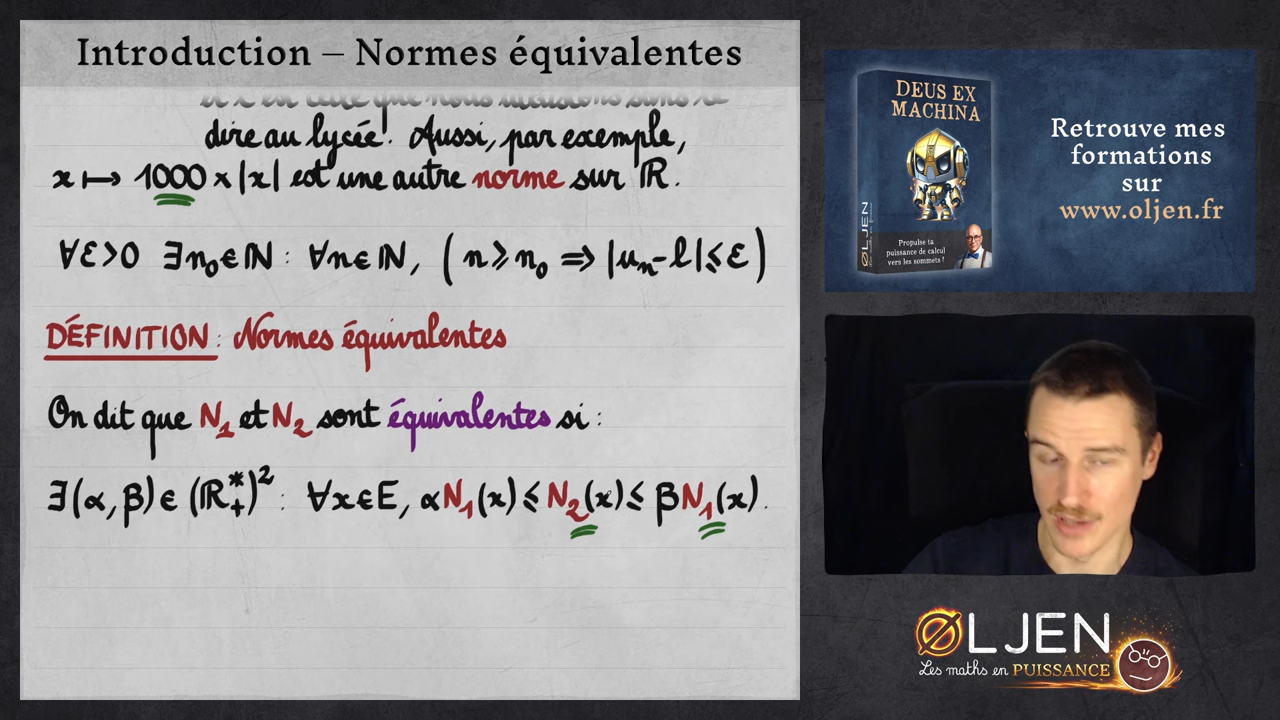 Introduction – Normes équivalentes
dire au lycée! Aussi, par exemple,
x ↦ 1000 × |x| est une autre norme sur ℝ.
∀ε>0 ∃n₀∈ℕ : ∀n∈ℕ, (n ⩾ n₀ ⟹ |uₙ-l| ⩽ ε)
DÉFINITION : Normes équivalentes
On dit que N₁ et N₂ sont équivalentes si :
∃(α, β) ∈ (ℝ₊*)² : ∀x∈E, αN₁(x) ⩽ N₂(x) ⩽ βN₁(x).
DEUS EX
MACHINA
OLJEN
Propulse ta
puissance de calcul
vers les sommets !
Retrouve mes
formations
sur
www.oljen.fr
ØLJEN
Les maths en PUISSANCE